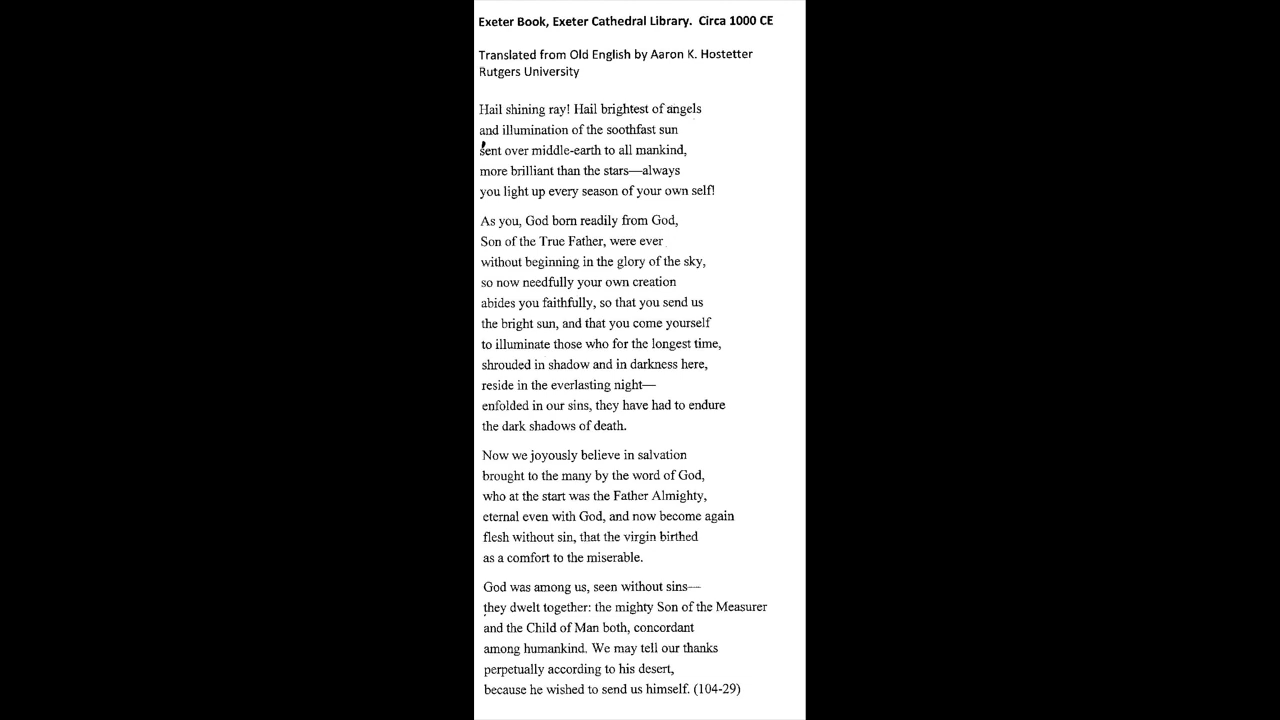 Exeter Book, Exeter Cathedral Library.  Circa 1000 CE
Translated from Old English by Aaron K. Hostetter
Rutgers University
Hail shining ray! Hail brightest of angels
and illumination of the soothfast sun
sent over middle-earth to all mankind,
more brilliant than the stars—always
you light up every season of your own self!
As you, God born readily from God,
Son of the True Father, were ever
without beginning in the glory of the sky,
so now needfully your own creation
abides you faithfully, so that you send us
the bright sun, and that you come yourself
to illuminate those who for the longest time,
shrouded in shadow and in darkness here,
reside in the everlasting night—
enfolded in our sins, they have had to endure
the dark shadows of death.
Now we joyously believe in salvation
brought to the many by the word of God,
who at the start was the Father Almighty,
eternal even with God, and now become again
flesh without sin, that the virgin birthed
as a comfort to the miserable.
God was among us, seen without sins—
they dwelt together: the mighty Son of the Measurer
and the Child of Man both, concordant
among humankind. We may tell our thanks
perpetually according to his desert,
because he wished to send us himself. (104-29)